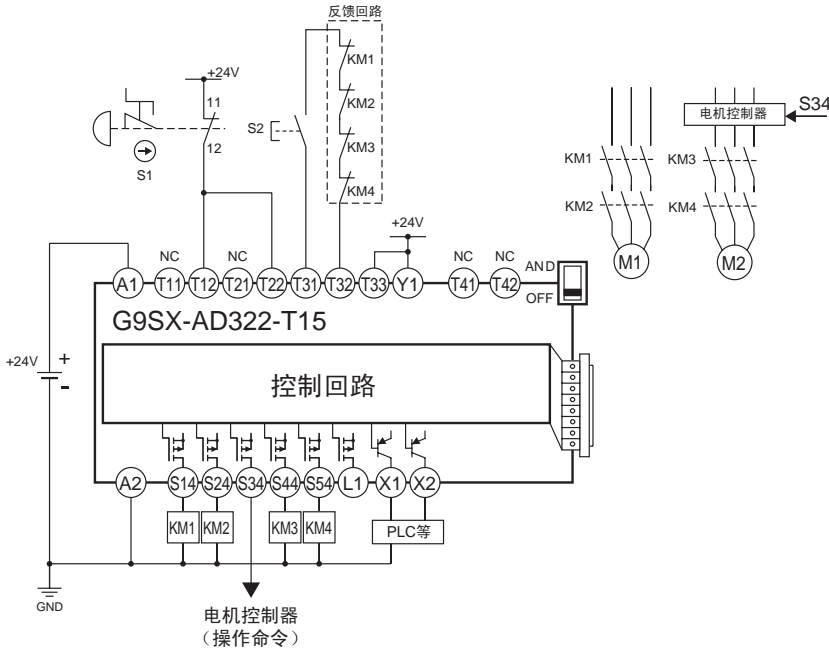 反馈回路
+24V
11
12
S1
S2
KM1
KM2
KM3
KM4
+24V
电机控制器
S34
KM1
KM3
KM2
KM4
M1
M2
NC
NC
NC
NC
AND
OFF
A1
T11
T12
T21
T22
T31
T32
T33
Y1
T41
T42
G9SX-AD322-T15
+24V
+
-
控制回路
A2
S14
S24
S34
S44
S54
L1
X1
X2
KM1
KM2
KM3
KM4
PLC等
GND
电机控制器
（操作命令）